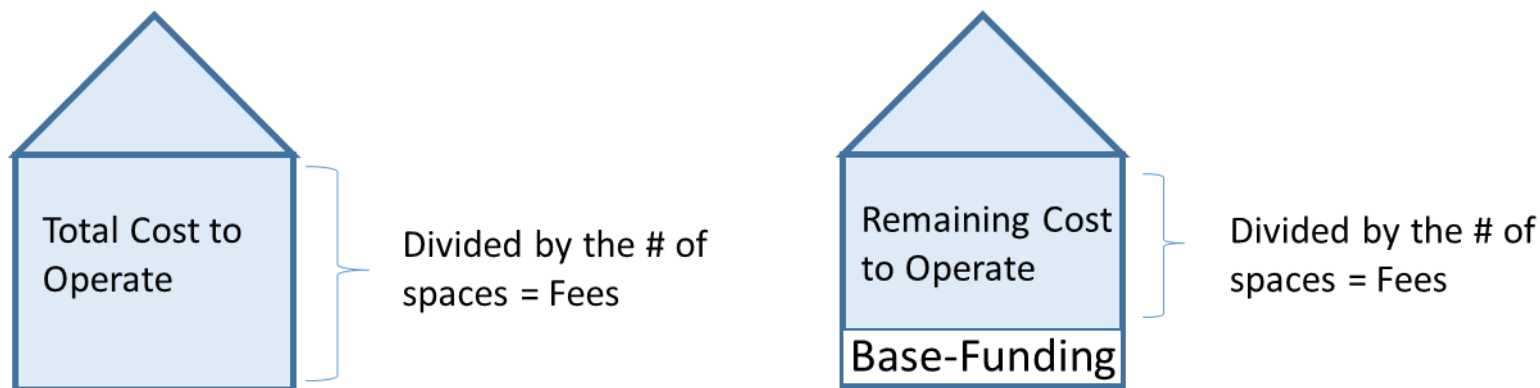 Total Cost to
Operate
Divided by the # of
spaces = Fees
Remaining Cost
to Operate
Base-Funding
Divided by the # of
spaces = Fees